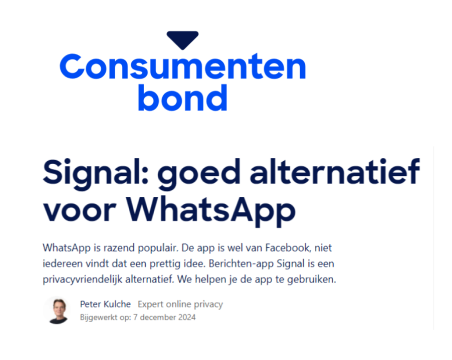 Consumenten
bond
Signal: goed alternatief
voor WhatsApp
WhatsApp is razend populair. De app is wel van Facebook, niet
iedereen vindt dat een prettig idee. Berichten-app Signal is een
privacyvriendelijk alternatief. We helpen je de app te gebruiken.
Peter Kulche Expert online privacy
Bijgewerkt op: 7 december 2024